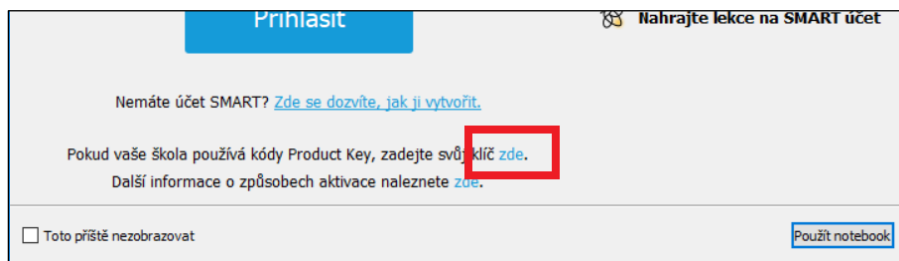 Přihlásit
Nahrajte lekce na SMART účet
Nemáte účet SMART? Zde se dozvíte, jak ji vytvořit.
Pokud vaše škola používá kódy Product Key, zadejte svůj klíč zde.
Další informace o způsobech aktivace naleznete zde.
Toto příště nezobrazovat
Použít notebook